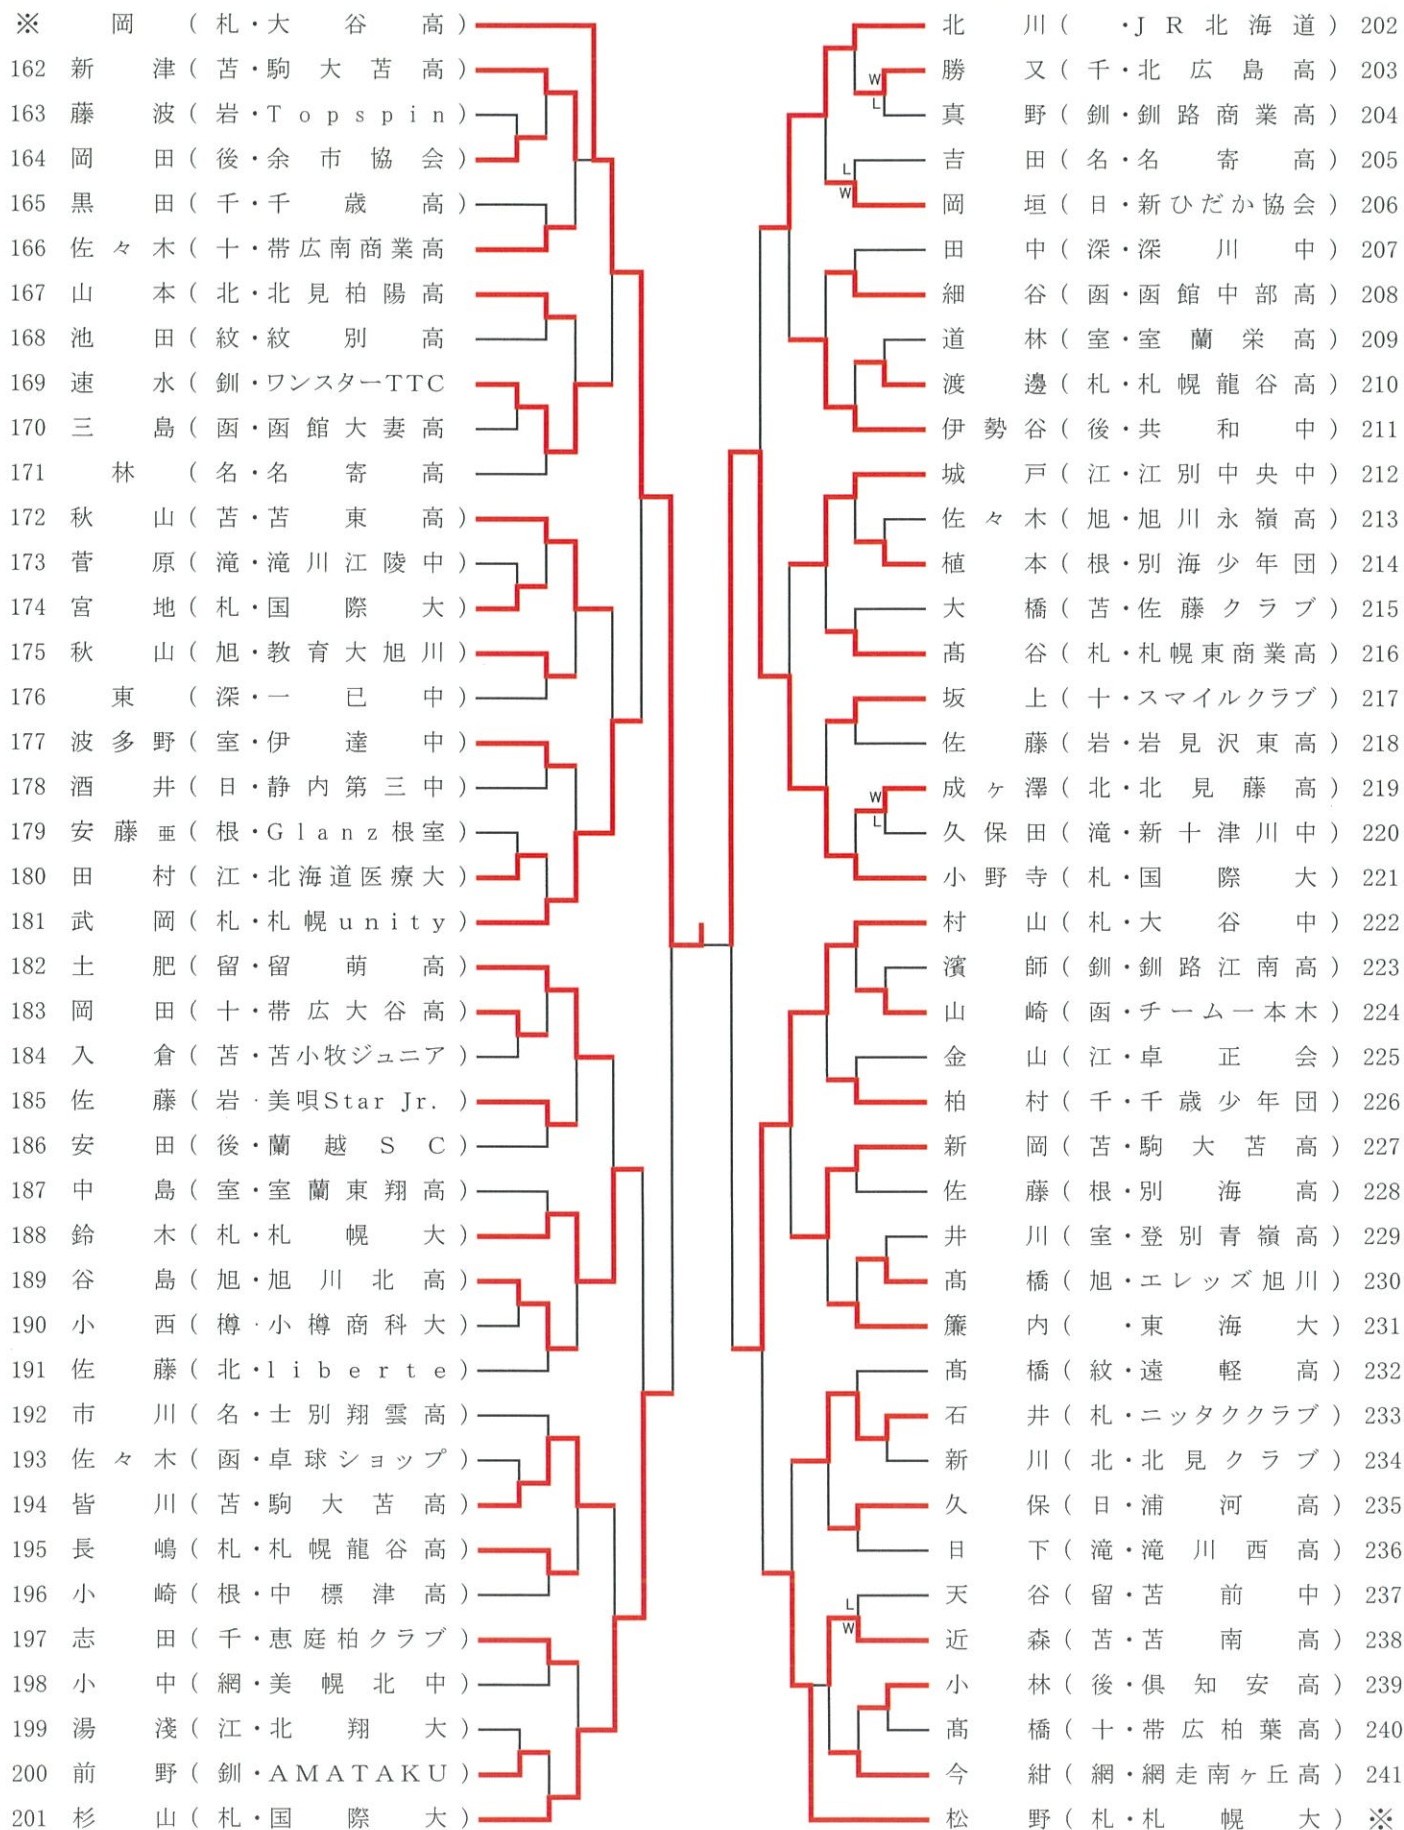 ※ 岡 (札・大谷高)
162 新津 (苫・駒大苫高)
163 藤波 (岩・Topspin)
164 岡田 (後・余市協会)
165 黒田 (千・千歳高)
166 佐々木 (十・帯広南商業高
167 山本 (北・北見柏陽高)
168 池田 (紋・紋別高)
169 速水 (釧・ワンスターTTC
170 三島 (函・函館大妻高)
171 林 (名・名寄高)
172 秋山 (苫・苫東高)
173 菅原 (滝・滝川江陵中)
174 宮地 (札・国際大)
175 秋山 (旭・教育大旭川)
176 東 (深・一已中)
177 波多野 (室・伊達中)
178 酒井 (日・静内第三中)
179 安藤亜 (根・Glanz根室)
180 田村 (江・北海道医療大)
181 武岡 (札・札幌unity)
182 土肥 (留・留萌高)
183 岡田 (十・帯広大谷高)
184 入倉 (苫・苫小牧ジュニア)
185 佐藤 (岩・美唄Star Jr.)
186 安田 (後・蘭越SC)
187 中島 (室・室蘭東翔高)
188 鈴木 (札・札幌大)
189 谷島 (旭・旭川北高)
190 小西 (樽・小樽商科大)
191 佐藤 (北・liberte)
192 市川 (名・士別翔雲高)
193 佐々木 (函・卓球ショップ)
194 皆川 (苫・駒大苫高)
195 長嶋 (札・札幌龍谷高)
196 小崎 (根・中標津高)
197 志田 (千・恵庭柏クラブ)
198 小中 (網・美幌北中)
199 湯淺 (江・北翔大)
200 前野 (釧・AMATAKU)
201 杉山 (札・国際大)
北川 ( ・JR北海道) 202
W 勝又 (千・北広島高) 203
L 真野 (釧・釧路商業高) 204
L 吉田 (名・名寄高) 205
W 岡垣 (日・新ひだか協会) 206
田中 (深・深川中) 207
細谷 (函・函館中部高) 208
道林 (室・室蘭栄高) 209
渡邊 (札・札幌龍谷高) 210
伊勢谷 (後・共和中) 211
城戸 (江・江別中央中) 212
佐々木 (旭・旭川永嶺高) 213
植本 (根・別海少年団) 214
大橋 (苫・佐藤クラブ) 215
髙谷 (札・札幌東商業高) 216
坂上 (十・スマイルクラブ) 217
佐藤 (岩・岩見沢東高) 218
W 成ヶ澤 (北・北見藤高) 219
L 久保田 (滝・新十津川中) 220
小野寺 (札・国際大) 221
村山 (札・大谷中) 222
濱師 (釧・釧路江南高) 223
山崎 (函・チーム一本木) 224
金山 (江・卓正会) 225
柏村 (千・千歳少年団) 226
新岡 (苫・駒大苫高) 227
佐藤 (根・別海高) 228
井川 (室・登別青嶺高) 229
髙橋 (旭・エレッズ旭川) 230
簾内 ( ・東海大) 231
髙橋 (紋・遠軽高) 232
石井 (札・ニッタククラブ) 233
新川 (北・北見クラブ) 234
久保 (日・浦河高) 235
日下 (滝・滝川西高) 236
L 天谷 (留・苫前中) 237
W 近森 (苫・苫南高) 238
小林 (後・倶知安高) 239
髙橋 (十・帯広柏葉高) 240
今紺 (網・網走南ヶ丘高) 241
松野 (札・札幌大) ※